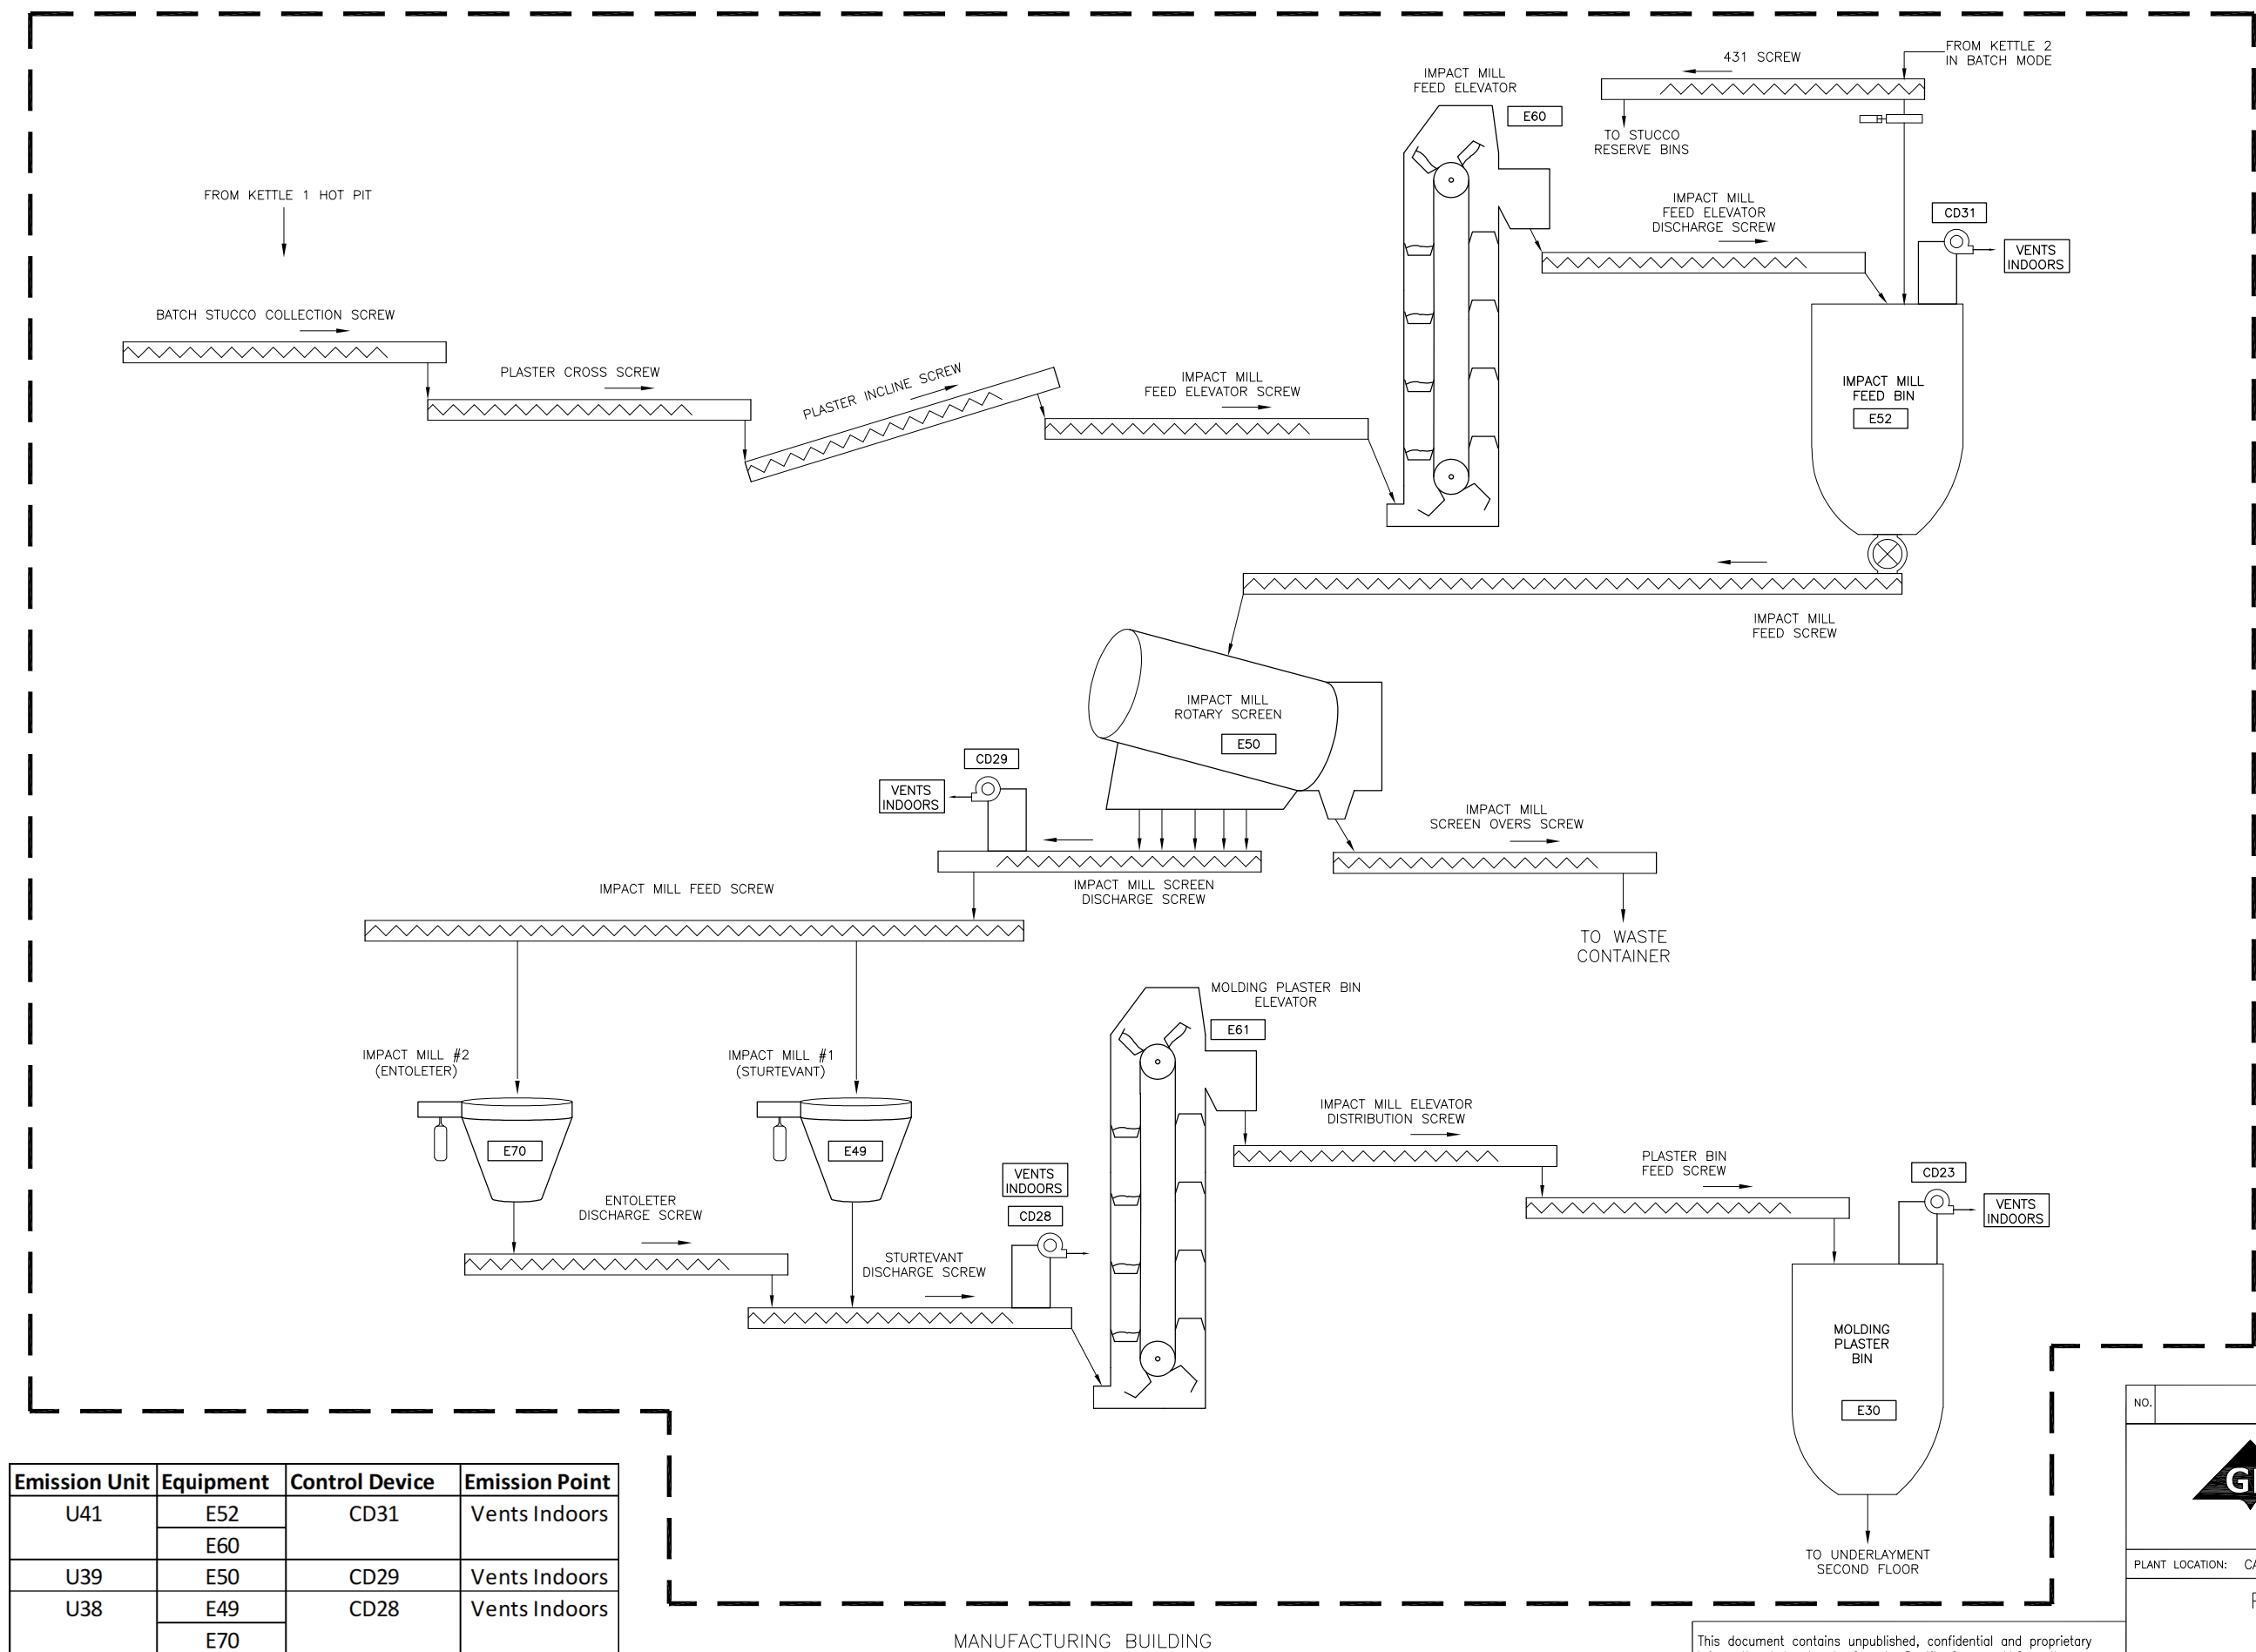 431 SCREW
FROM KETTLE 2
IN BATCH MODE
IMPACT MILL
FEED ELEVATOR
E60
TO STUCCO
RESERVE BINS
FROM KETTLE 1 HOT PIT
IMPACT MILL
FEED ELEVATOR
DISCHARGE SCREW
CD31
VENTS
INDOORS
BATCH STUCCO COLLECTION SCREW
PLASTER CROSS SCREW
PLASTER INCLINE SCREW
IMPACT MILL
FEED ELEVATOR SCREW
IMPACT MILL
FEED BIN
E52
IMPACT MILL
FEED SCREW
IMPACT MILL
ROTARY SCREEN
E50
CD29
VENTS
INDOORS
IMPACT MILL
SCREEN OVERS SCREW
IMPACT MILL FEED SCREW
IMPACT MILL SCREEN
DISCHARGE SCREW
TO WASTE
CONTAINER
MOLDING PLASTER BIN
ELEVATOR
E61
IMPACT MILL #2
(ENTOLETER)
IMPACT MILL #1
(STURTEVANT)
E70
E49
IMPACT MILL ELEVATOR
DISTRIBUTION SCREW
PLASTER BIN
FEED SCREW
CD23
VENTS
INDOORS
VENTS
INDOORS
CD28
ENTOLETER
DISCHARGE SCREW
STURTEVANT
DISCHARGE SCREW
MOLDING
PLASTER
BIN
E30
TO UNDERLAYMENT
SECOND FLOOR
Emission Unit Equipment Control Device Emission Point
U41 E52 CD31 Vents Indoors
E60
U39 E50 CD29 Vents Indoors
U38 E49 CD28 Vents Indoors
E70
MANUFACTURING BUILDING
NO.
PLANT LOCATION:
This document contains unpublished, confidential and proprietary